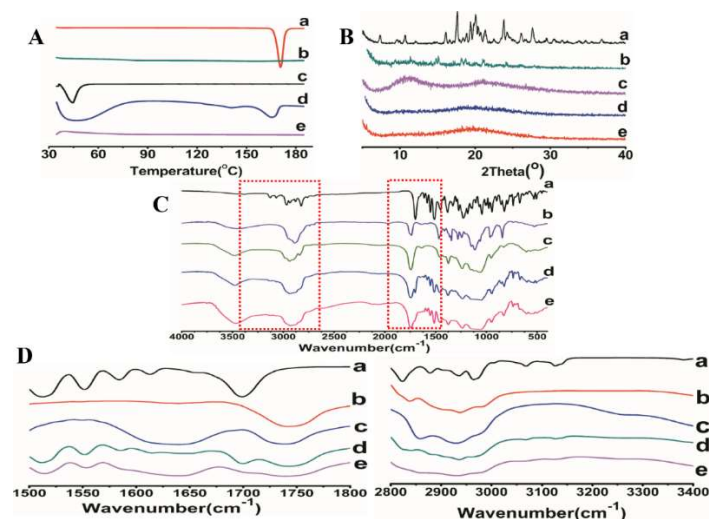 A
a
b
c
d
e
30 60 90 120 150 180
Temperature(°C)
B
a
b
c
d
e
10 20 30 40
2Theta(°)
C
a
b
c
d
e
4000 3500 3000 2500 2000 1500 1000 500
Wavenumber(cm⁻¹)
D
a
b
c
d
e
1500 1550 1600 1650 1700 1750 1800
Wavenumber(cm⁻¹)
a
b
c
d
e
2800 2900 3000 3100 3200 3300 3400
Wavenumber(cm⁻¹)